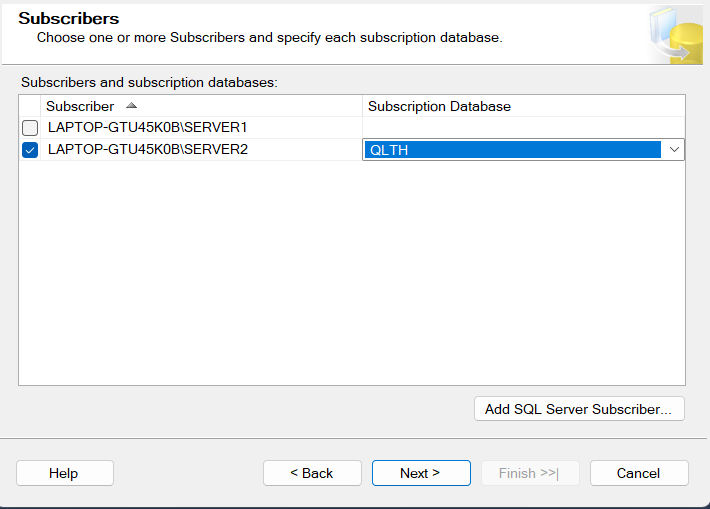 Subscribers
Choose one or more Subscribers and specify each subscription database.
Subscribers and subscription databases:
Subscriber Subscription Database
LAPTOP-GTU45K0B\SERVER1
LAPTOP-GTU45K0B\SERVER2 QLTH
Add SQL Server Subscriber...
Help < Back Next > Finish >>| Cancel